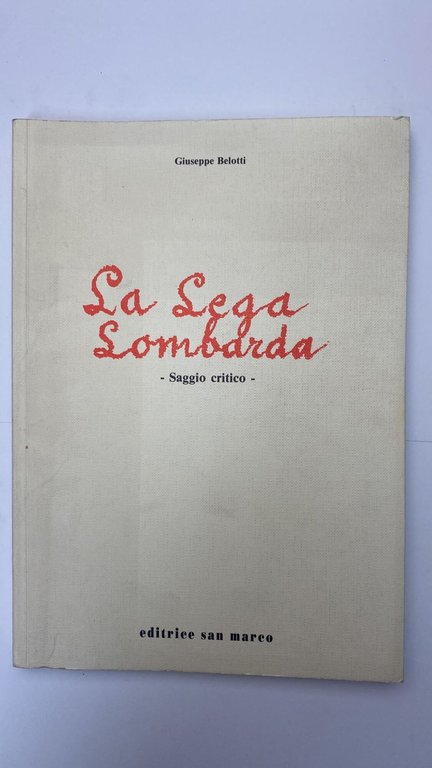 Giuseppe Belotti
La Lega
Lombarda
- Saggio critico -
editrice san marco